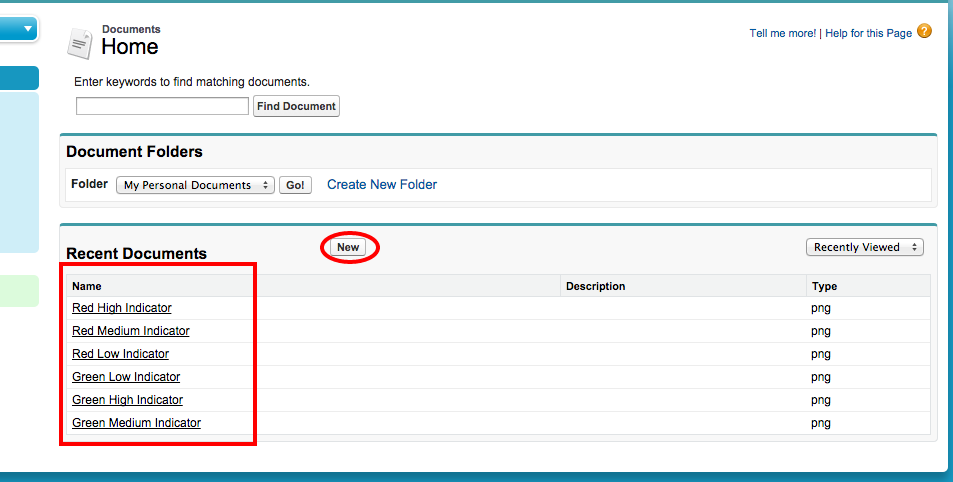 Documents
Home
Tell me more! | Help for this Page ?
Enter keywords to find matching documents.
Find Document
Document Folders
Folder My Personal Documents Go! Create New Folder
Recent Documents New Recently Viewed
Name Description Type
Red High Indicator png
Red Medium Indicator png
Red Low Indicator png
Green Low Indicator png
Green High Indicator png
Green Medium Indicator png